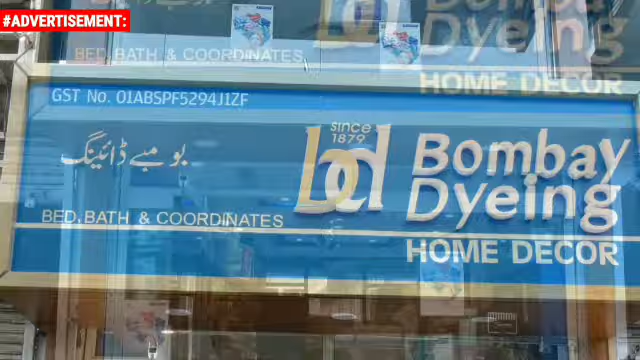 #ADVERTISEMENT:
Dyeing
BED, BATH & COORDINATES
HOME DECOR
GST No. 01ABSPF5294J1ZF
since
1879
بومبے ڈائینگ
bd
Bombay
Dyeing
BED, BATH & COORDINATES
HOME DECOR